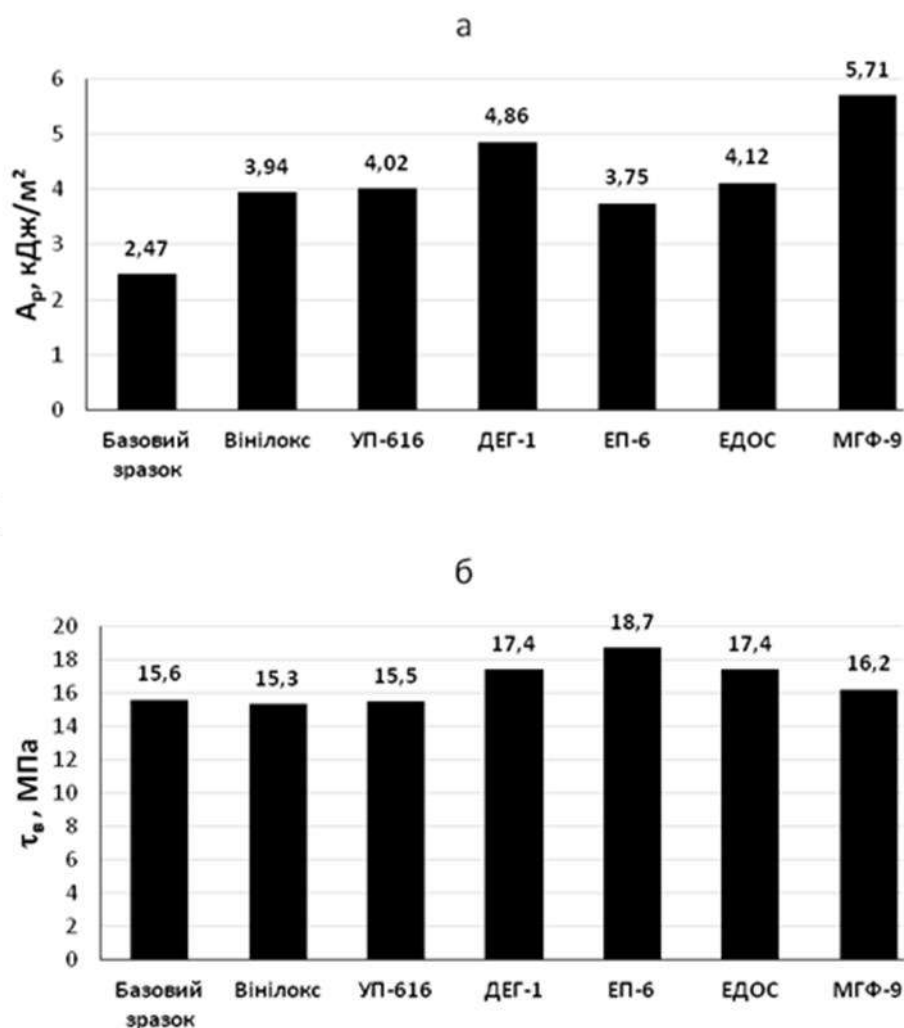 а
6
5,71
5
4,86
4
3,94
4,02
3,75
4,12
3
2,47
2
1
0
Aр, кДж/м²
Базовий
зразок
Вінілокс
УП-616
ДЕГ-1
ЕП-6
ЕДОС
МГФ-9
б
20
18,7
18
17,4
17,4
16
15,6
15,3
15,5
16,2
14
12
10
8
6
4
2
0
τв, МПа
Базовий
зразок
Вінілокс
УП-616
ДЕГ-1
ЕП-6
ЕДОС
МГФ-9